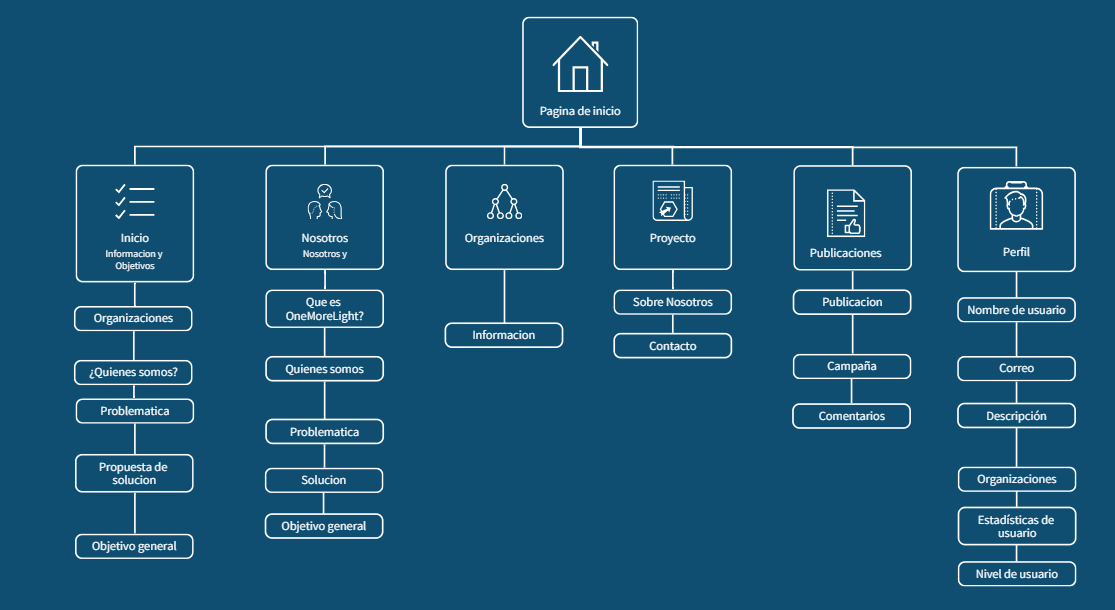 Pagina de inicio
Inicio
Informacion y
Objetivos
Organizaciones
¿Quienes somos?
Problematica
Propuesta de
solucion
Objetivo general
Nosotros
Nosotros y
Que es
OneMoreLight?
Quienes somos
Problematica
Solucion
Objetivo general
Organizaciones
Informacion
Proyecto
Sobre Nosotros
Contacto
Publicaciones
Publicacion
Campaña
Comentarios
Perfil
Nombre de usuario
Correo
Descripción
Organizaciones
Estadísticas de
usuario
Nivel de usuario